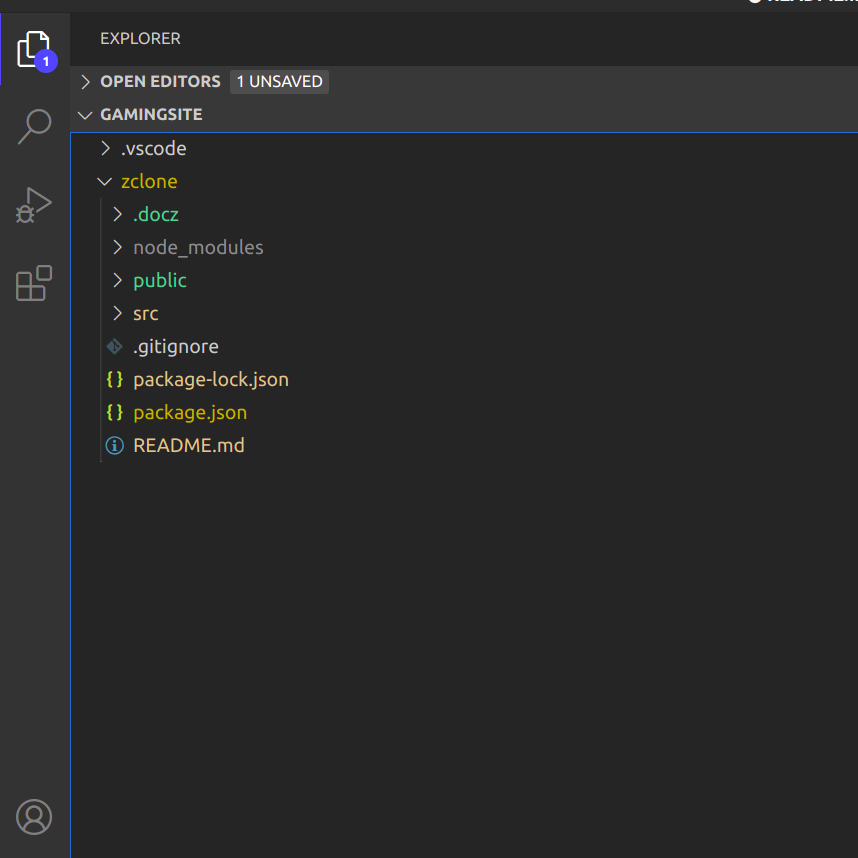 EXPLORER
1
OPEN EDITORS 1 UNSAVED
GAMINGSITE
.vscode
zclone
.docz
node_modules
public
src
.gitignore
package-lock.json
package.json
README.md